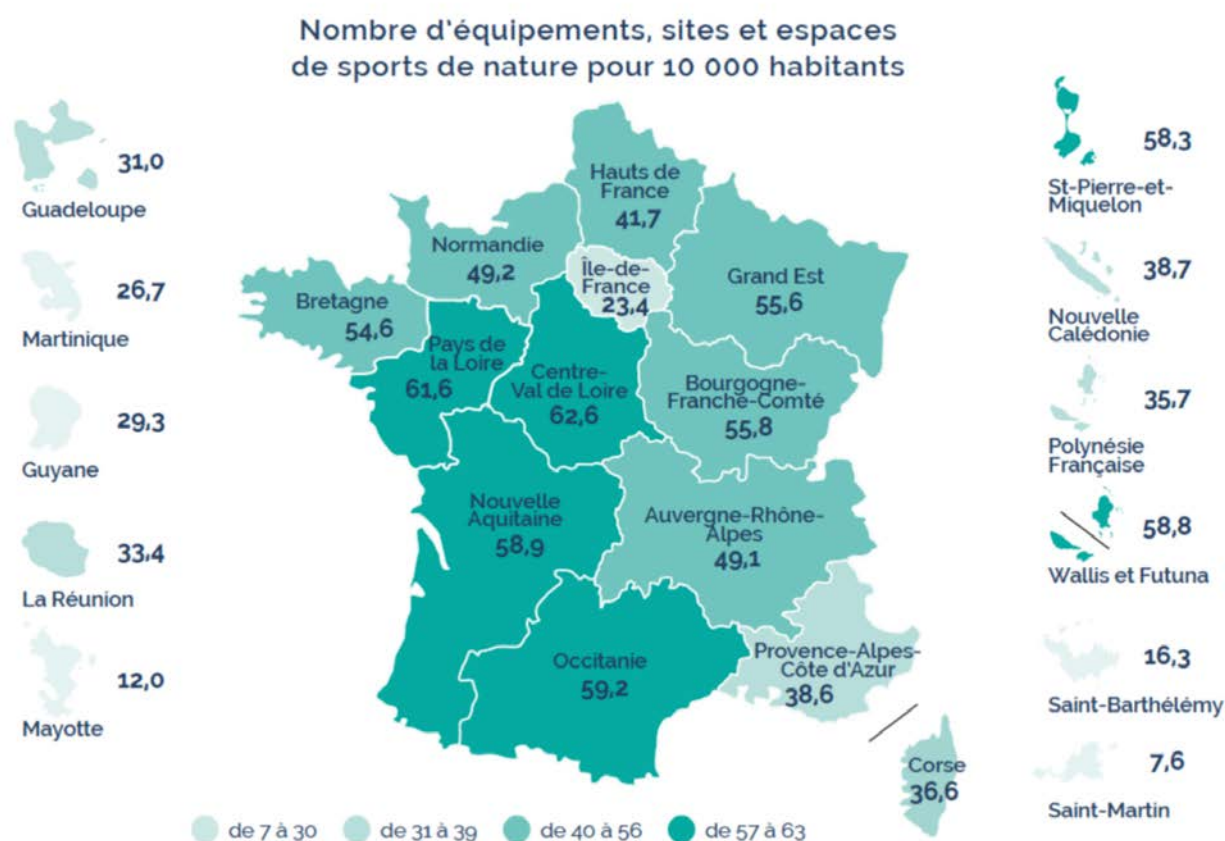 Nombre d'équipements, sites et espaces
de sports de nature pour 10 000 habitants
31,0
Guadeloupe
26,7
Martinique
29,3
Guyane
33,4
La Réunion
12,0
Mayotte
Hauts de
France
41,7
Normandie
49,2
Île-de-
France
23,4
Grand Est
55,6
Bretagne
54,6
Pays de
la Loire
61,6
Centre-
Val de Loire
62,6
Bourgogne-
Franche-Comté
55,8
Nouvelle
Aquitaine
58,9
Auvergne-Rhône-
Alpes
49,1
Occitanie
59,2
Provence-Alpes-
Côte d'Azur
38,6
Corse
36,6
58,3
St-Pierre-et-
Miquelon
38,7
Nouvelle
Calédonie
35,7
Polynésie
Française
58,8
Wallis et Futuna
16,3
Saint-Barthélémy
7,6
Saint-Martin
de 7 à 30
de 31 à 39
de 40 à 56
de 57 à 63